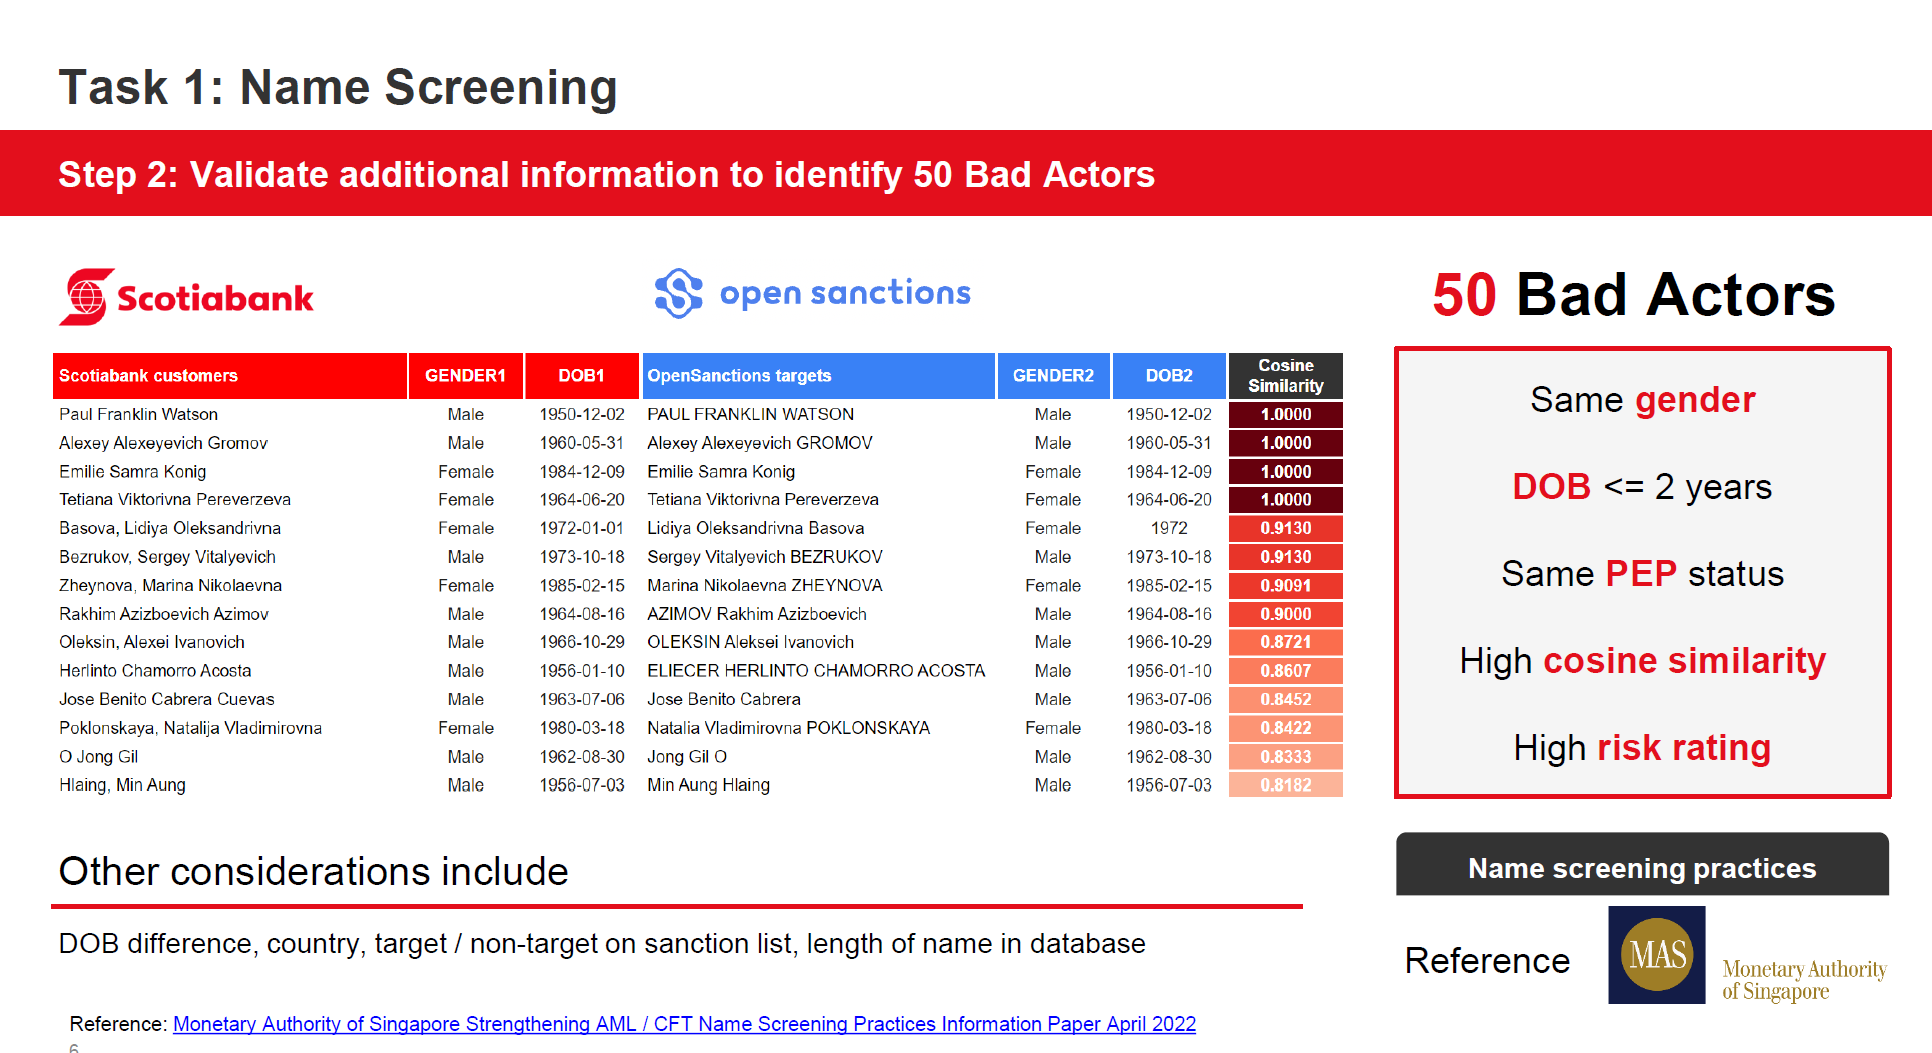 Task 1: Name Screening
Step 2: Validate additional information to identify 50 Bad Actors
Scotiabank
open sanctions
Scotiabank customers GENDER1 DOB1 OpenSanctions targets GENDER2 DOB2 Cosine Similarity
Paul Franklin Watson Male 1950-12-02 PAUL FRANKLIN WATSON Male 1950-12-02 1.0000
Alexey Alexeyevich Gromov Male 1960-05-31 Alexey Alexeyevich GROMOV Male 1960-05-31 1.0000
Emilie Samra Konig Female 1984-12-09 Emilie Samra Konig Female 1984-12-09 1.0000
Tetiana Viktorivna Pereverzeva Female 1964-06-20 Tetiana Viktorivna Pereverzeva Female 1964-06-20 1.0000
Basova, Lidiya Oleksandrivna Female 1972-01-01 Lidiya Oleksandrivna Basova Female 1972 0.9130
Bezrukov, Sergey Vitalyevich Male 1973-10-18 Sergey Vitalyevich BEZRUKOV Male 1973-10-18 0.9130
Zheynova, Marina Nikolaevna Female 1985-02-15 Marina Nikolaevna ZHEYNOVA Female 1985-02-15 0.9091
Rakhim Azizboevich Azimov Male 1964-08-16 AZIMOV Rakhim Azizboevich Male 1964-08-16 0.9000
Oleksin, Alexei Ivanovich Male 1966-10-29 OLEKSIN Aleksei Ivanovich Male 1966-10-29 0.8721
Herlinto Chamorro Acosta Male 1956-01-10 ELIECER HERLINTO CHAMORRO ACOSTA Male 1956-01-10 0.8607
Jose Benito Cabrera Cuevas Male 1963-07-06 Jose Benito Cabrera Male 1963-07-06 0.8452
Poklonskaya, Natalija Vladimirovna Female 1980-03-18 Natalia Vladimirovna POKLONSKAYA Female 1980-03-18 0.8422
O Jong Gil Male 1962-08-30 Jong Gil O Male 1962-08-30 0.8333
Hlaing, Min Aung Male 1956-07-03 Min Aung Hlaing Male 1956-07-03 0.8182
50 Bad Actors
Same gender
DOB <= 2 years
Same PEP status
High cosine similarity
High risk rating
Other considerations include
DOB difference, country, target / non-target on sanction list, length of name in database
Name screening practices
Reference
MAS
Monetary Authority
of Singapore
Reference: Monetary Authority of Singapore Strengthening AML / CFT Name Screening Practices Information Paper April 2022
6